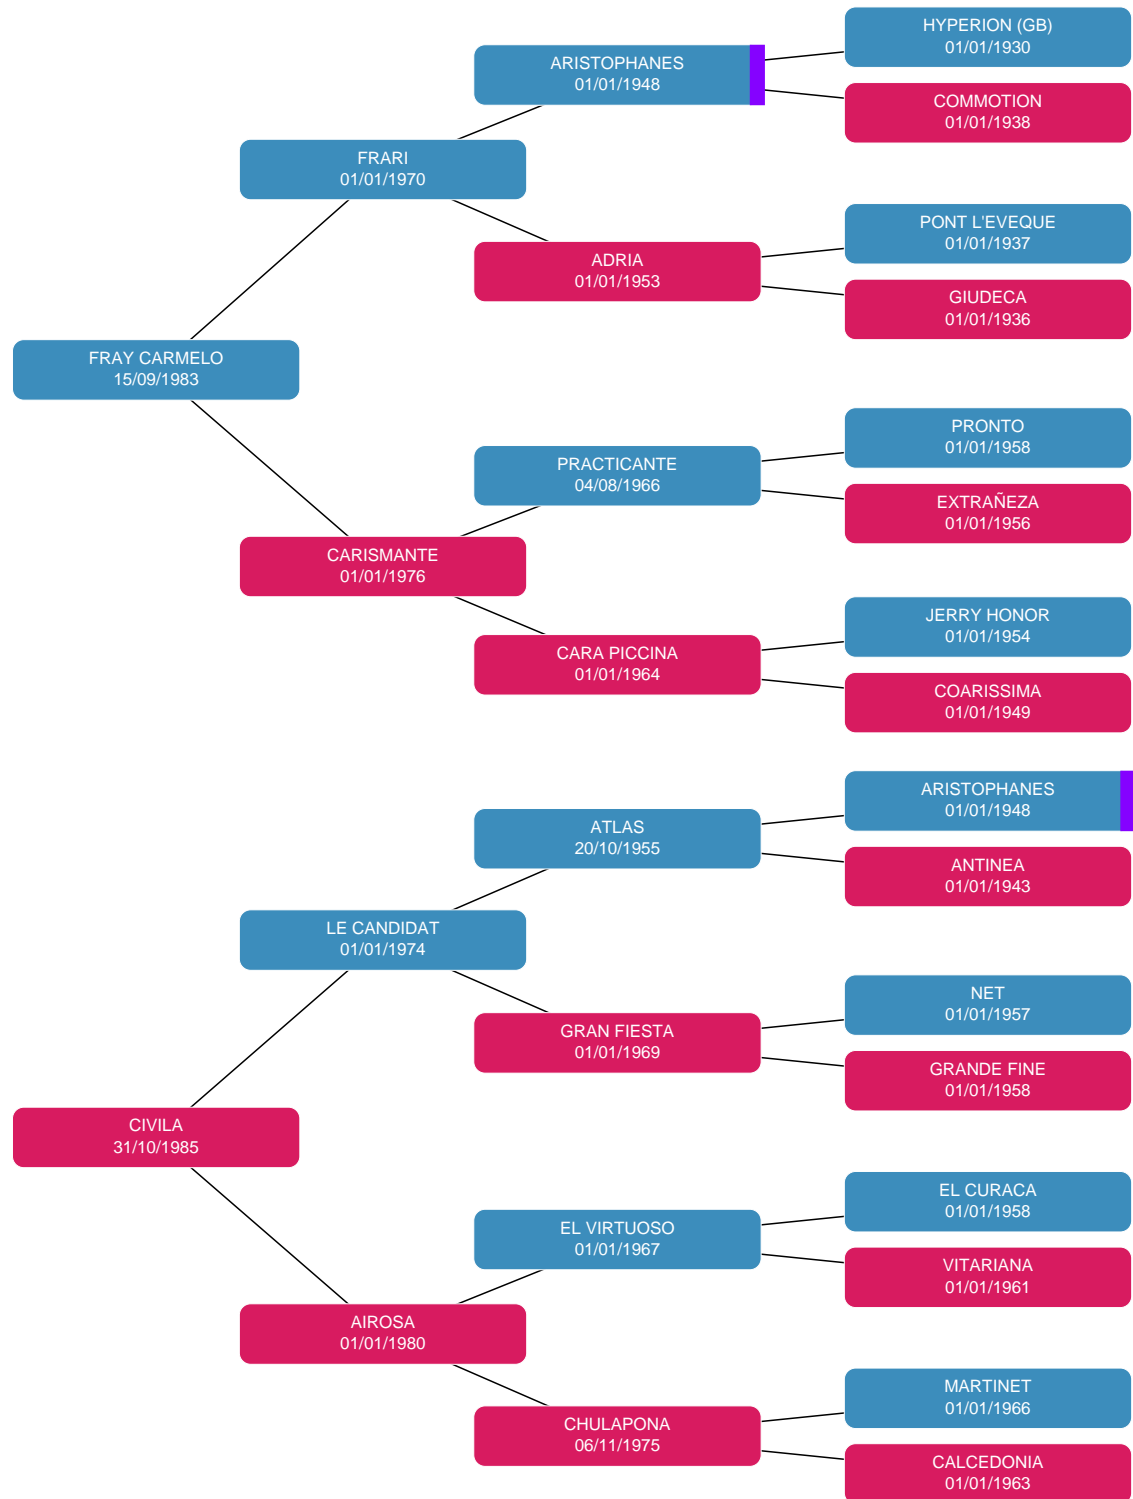 HYPERION (GB)
01/01/1930
ARISTOPHANES
01/01/1948
COMMOTION
01/01/1938
FRARI
01/01/1970
PONT L'EVEQUE
01/01/1937
ADRIA
01/01/1953
GIUDECA
01/01/1936
FRAY CARMELO
15/09/1983
PRONTO
01/01/1958
PRACTICANTE
04/08/1966
EXTRAÑEZA
01/01/1956
CARISMANTE
01/01/1976
JERRY HONOR
01/01/1954
CARA PICCINA
01/01/1964
COARISSIMA
01/01/1949
ARISTOPHANES
01/01/1948
ATLAS
20/10/1955
ANTINEA
01/01/1943
LE CANDIDAT
01/01/1974
NET
01/01/1957
GRAN FIESTA
01/01/1969
GRANDE FINE
01/01/1958
CIVILA
31/10/1985
EL CURACA
01/01/1958
EL VIRTUOSO
01/01/1967
VITARIANA
01/01/1961
AIROSA
01/01/1980
MARTINET
01/01/1966
CHULAPONA
06/11/1975
CALCEDONIA
01/01/1963